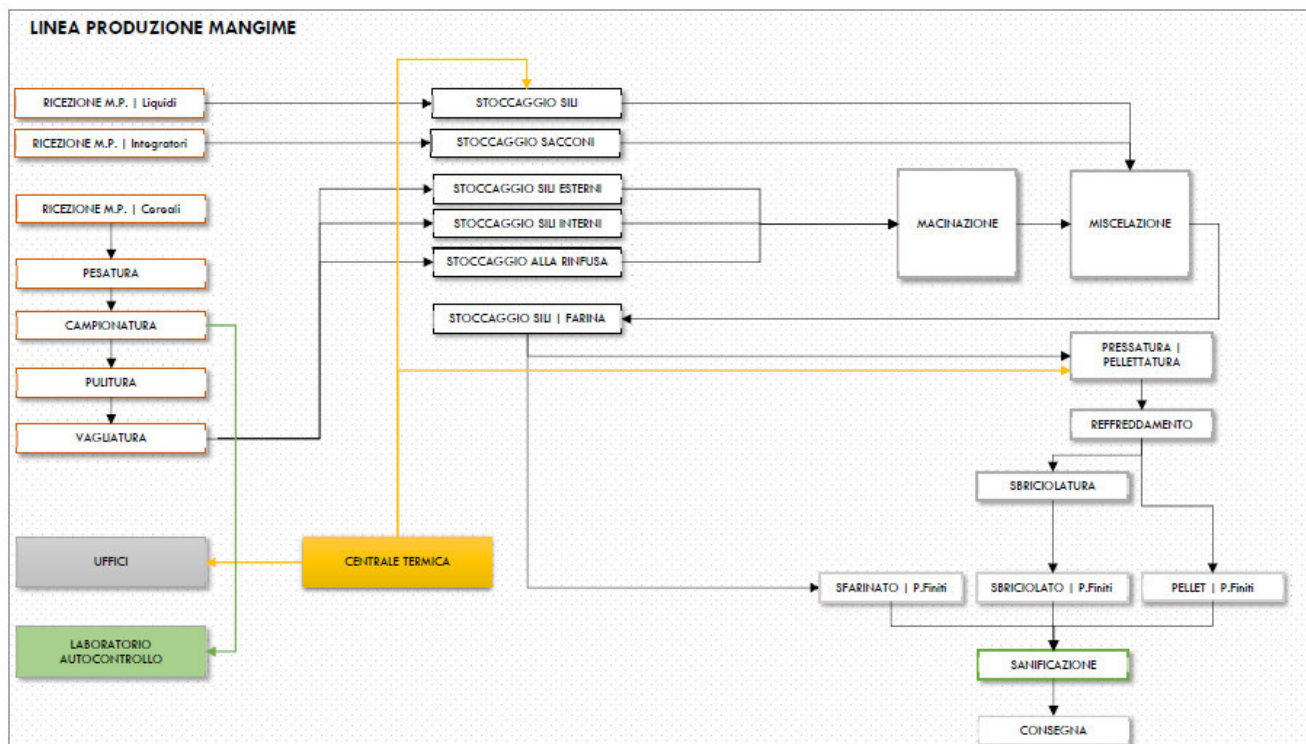 LINEA PRODUZIONE MANGIME
RICEZIONE M.P. | Liquidi
STOCCAGGIO SILI
RICEZIONE M.P. | Integratori
STOCCAGGIO SACCONI
STOCCAGGIO SILI ESTERNI
RICEZIONE M.P. | Cereali
STOCCAGGIO SILI INTERNI
MACINAZIONE
MISCELAZIONE
STOCCAGGIO ALLA RINFUSA
PESATURA
STOCCAGGIO SILI | FARINA
CAMPIONATURA
PRESSATURA |
PELLETTATURA
PULITURA
REFFREDDAMENTO
VAGLIATURA
SBRICIOLATURA
UFFICI
CENTRALE TERMICA
SFARINATO | P.Finiti
SBRICIOLATO | P.Finiti
PELLET | P.Finiti
LABORATORIO
AUTOCONTROLLO
SANIFICAZIONE
CONSEGNA